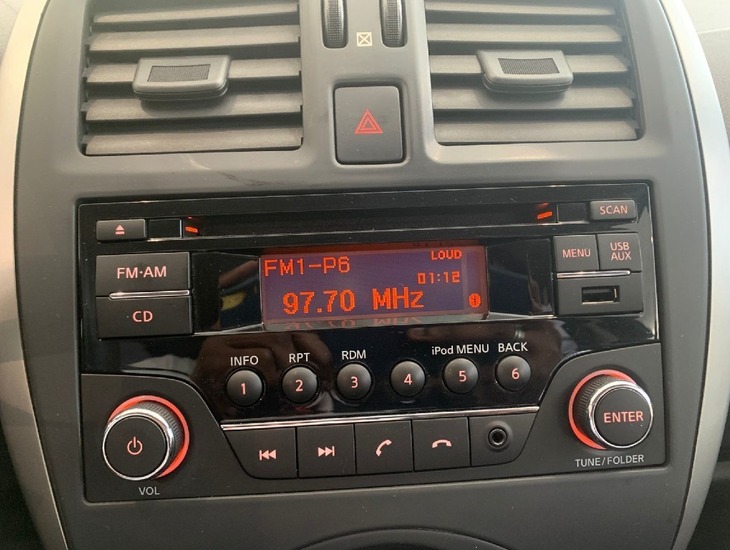 SCAN
FM·AM
CD
FM1-P6
LOUD
01:12
97.70 MHz
MENU
USB
AUX
INFO
RPT
RDM
iPod MENU
BACK
1
2
3
4
5
6
VOL
ENTER
TUNE/FOLDER